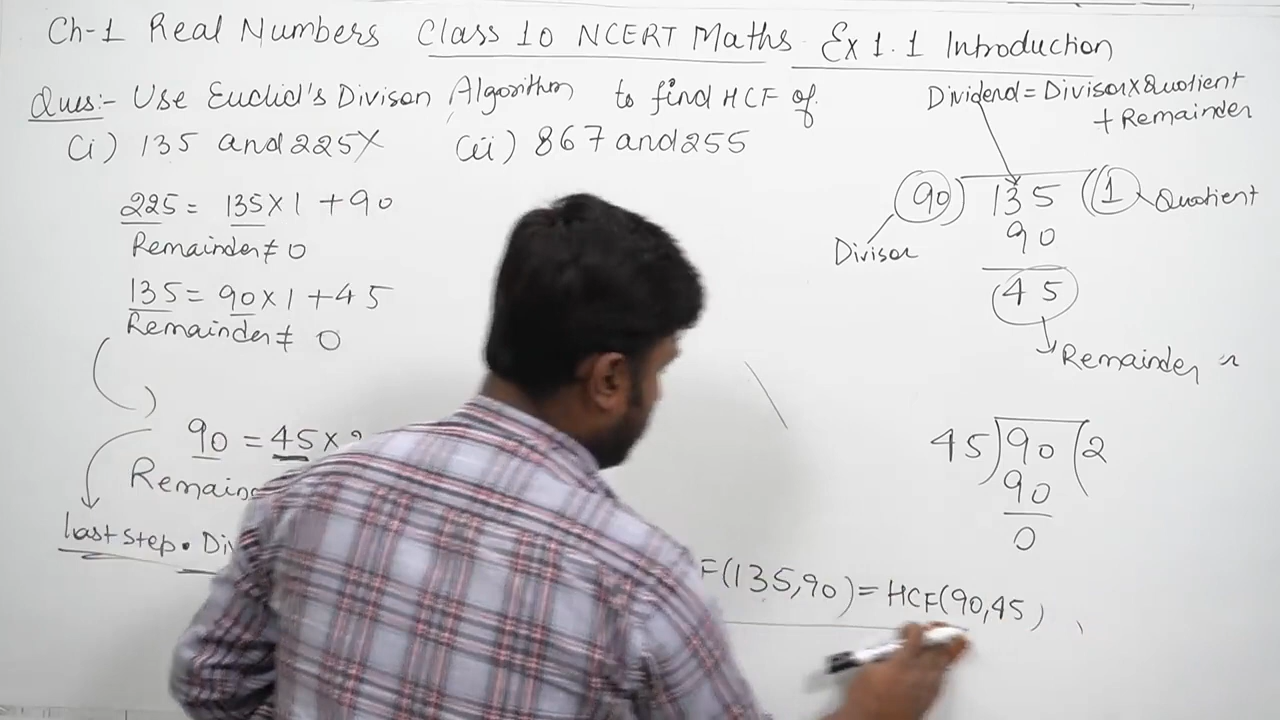 Ch-1 Real Numbers Class 10 NCERT Maths Ex 1.1 Introduction
Ques:- Use Euclid's Divison Algorithm to find HCF of
(i) 135 and 225 (iii) 867 and 255
225 = 135 × 1 + 90
Remainder ≠ 0
135 = 90 × 1 + 45
Remainder ≠ 0
90 = 45 ×
last step.
F(135,90) = HCF(90,45)
Dividend = Divisor × Quotient
+ Remainder
90) 135 (1 Quotient
Divisor
90
45
Remainder
45) 90 (2
90
0